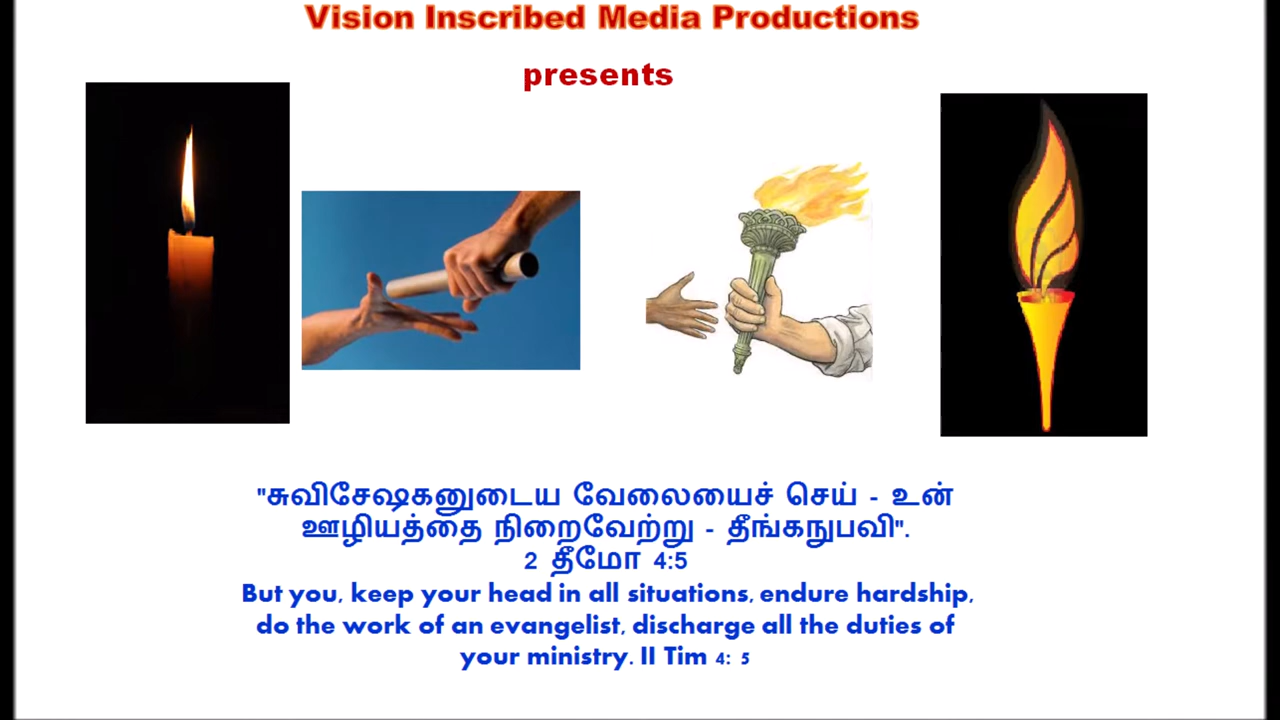 Vision Inscribed Media Productions
presents
"சுவிசேஷகனுடைய வேலையைச் செய் - உன்
ஊழியத்தை நிறைவேற்று - தீங்கநுபவி".
2 தீமோ 4:5
But you, keep your head in all situations, endure hardship,
do the work of an evangelist, discharge all the duties of
your ministry. II Tim 4: 5